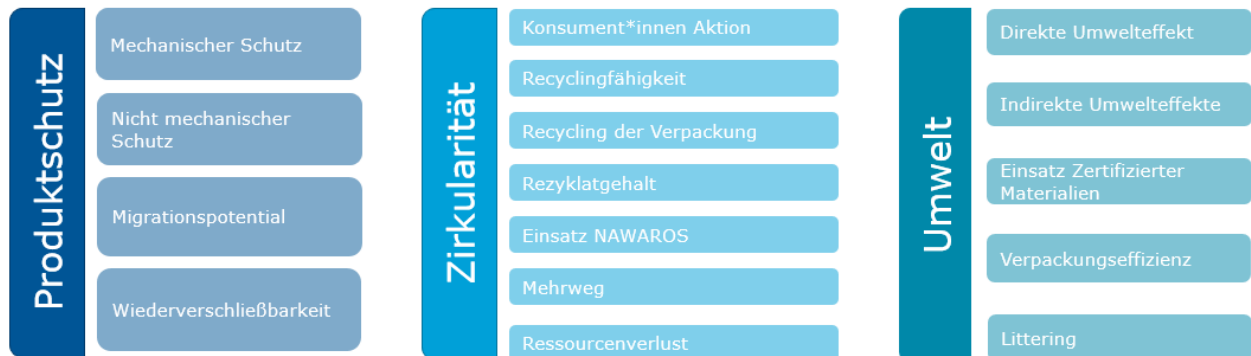 Produktschutz
Mechanischer Schutz
Nicht mechanischer
Schutz
Migrationspotential
Wiederverschließbarkeit
Zirkularität
Konsument*innen Aktion
Recyclingfähigkeit
Recycling der Verpackung
Rezyklatgehalt
Einsatz NAWAROS
Mehrweg
Ressourcenverlust
Umwelt
Direkte Umwelteffekt
Indirekte Umwelteffekte
Einsatz Zertifizierter
Materialien
Verpackungseffizienz
Littering